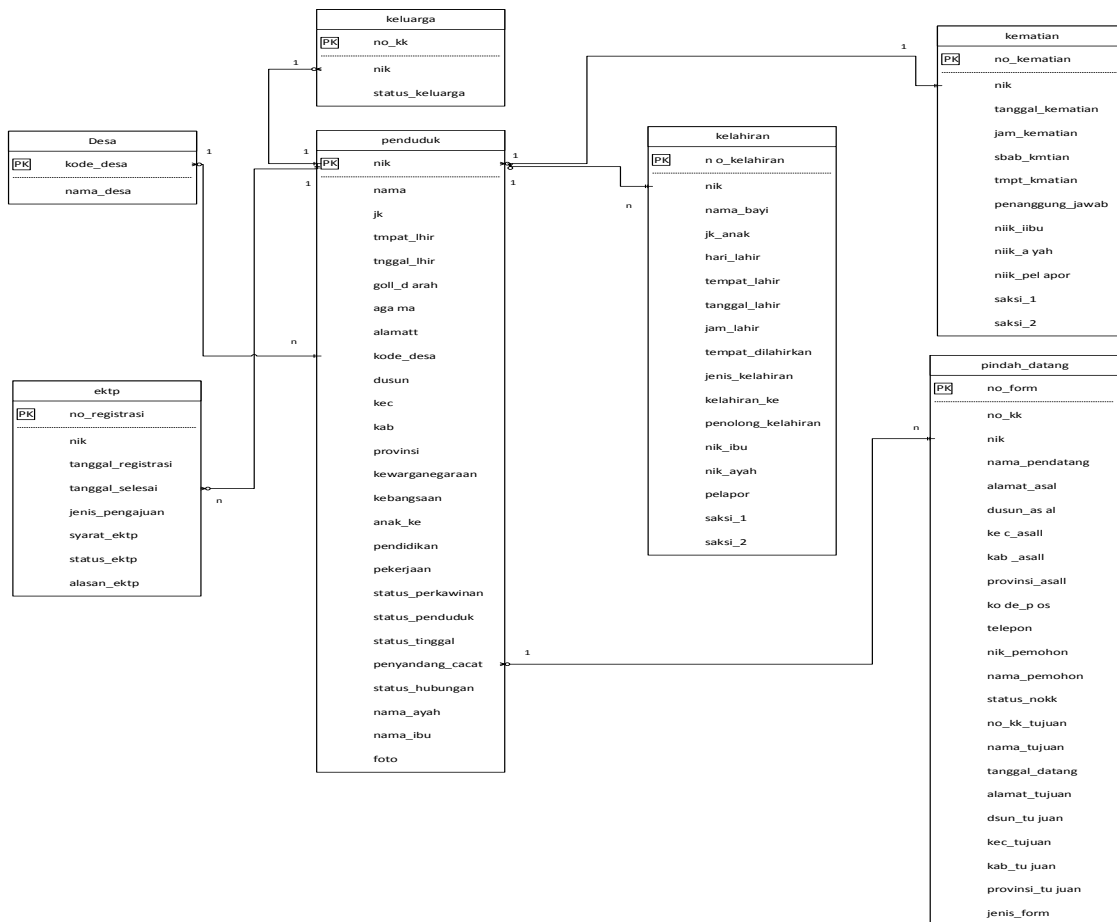 keluarga
PK no_kk
nik
status_keluarga
1
1
Desa
PK kode_desa
nama_desa
1
n
penduduk
PK nik
nama
jk
tmpat_lhir
tnggal_lhir
goll_d arah
aga ma
alamatt
kode_desa
dusun
kec
kab
provinsi
kewarganegaraan
kebangsaan
anak_ke
pendidikan
pekerjaan
status_perkawinan
status_penduduk
status_tinggal
penyandang_cacat
status_hubungan
nama_ayah
nama_ibu
foto
1
n
ektp
PK no_registrasi
nik
tanggal_registrasi
tanggal_selesai
jenis_pengajuan
syarat_ektp
status_ektp
alasan_ektp
1
1
1
n
kelahiran
PK n o_kelahiran
nik
nama_bayi
jk_anak
hari_lahir
tempat_lahir
tanggal_lahir
jam_lahir
tempat_dilahirkan
jenis_kelahiran
kelahiran_ke
penolong_kelahiran
nik_ibu
nik_ayah
pelapor
saksi_1
saksi_2
kematian
PK no_kematian
nik
tanggal_kematian
jam_kematian
sbab_kmtian
tmpt_kmatian
penanggung_jawab
niik_iibu
niik_a yah
niik_pel apor
saksi_1
saksi_2
1
n
pindah_datang
PK no_form
no_kk
nik
nama_pendatang
alamat_asal
dusun_as al
ke c_asall
kab _asall
provinsi_asall
ko de_p os
telepon
nik_pemohon
nama_pemohon
status_nokk
no_kk_tujuan
nama_tujuan
tanggal_datang
alamat_tujuan
dsun_tu juan
kec_tujuan
kab_tu juan
provinsi_tu juan
jenis_form